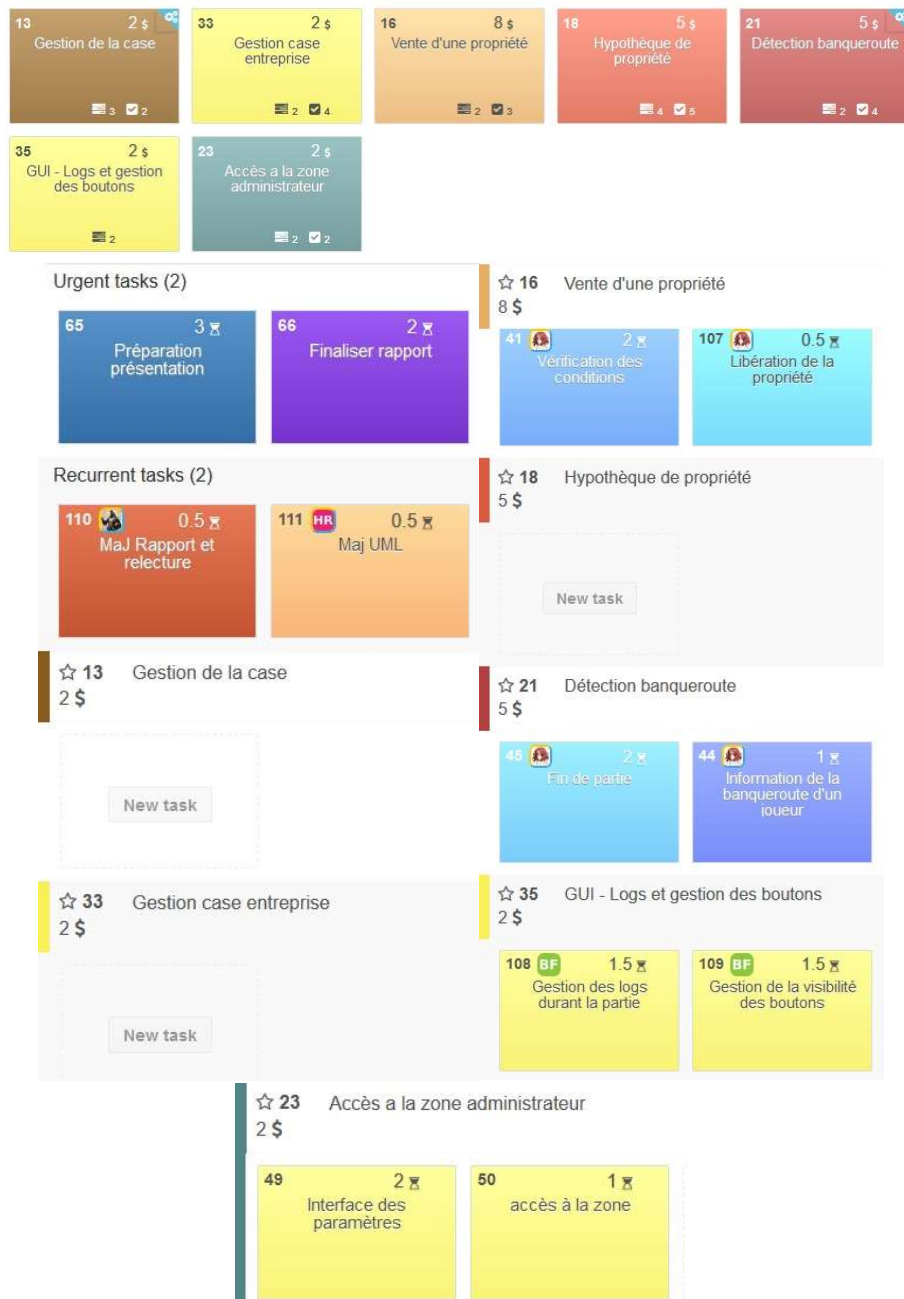 13 2 $
Gestion de la case
3 2
33 2 $
Gestion case
entreprise
2 4
16 8 $
Vente d'une propriété
2 3
18 5 $
Hypothèque de
propriété
4 5
21 5 $
Détection banqueroute
2 4
35 2 $
GUI - Logs et gestion
des boutons
2
23 2 $
Accès a la zone
administrateur
2 2
Urgent tasks (2)
65 3
Préparation
présentation
66 2
Finaliser rapport
Recurrent tasks (2)
110 0.5
MaJ Rapport et
relecture
111 HR 0.5
Maj UML
13 Gestion de la case
2 $
New task
33 Gestion case entreprise
2 $
New task
16 Vente d'une propriété
8 $
41 2
Vérification des
conditions
107 0.5
Libération de la
propriété
18 Hypothèque de propriété
5 $
New task
21 Détection banqueroute
5 $
45 2
Fin de partie
44 1
Information de la
banqueroute d'un
joueur
35 GUI - Logs et gestion des boutons
2 $
108 BF 1.5
Gestion des logs
durant la partie
109 BF 1.5
Gestion de la visibilité
des boutons
23 Accès a la zone administrateur
2 $
49 2
Interface des
paramètres
50 1
accès à la zone